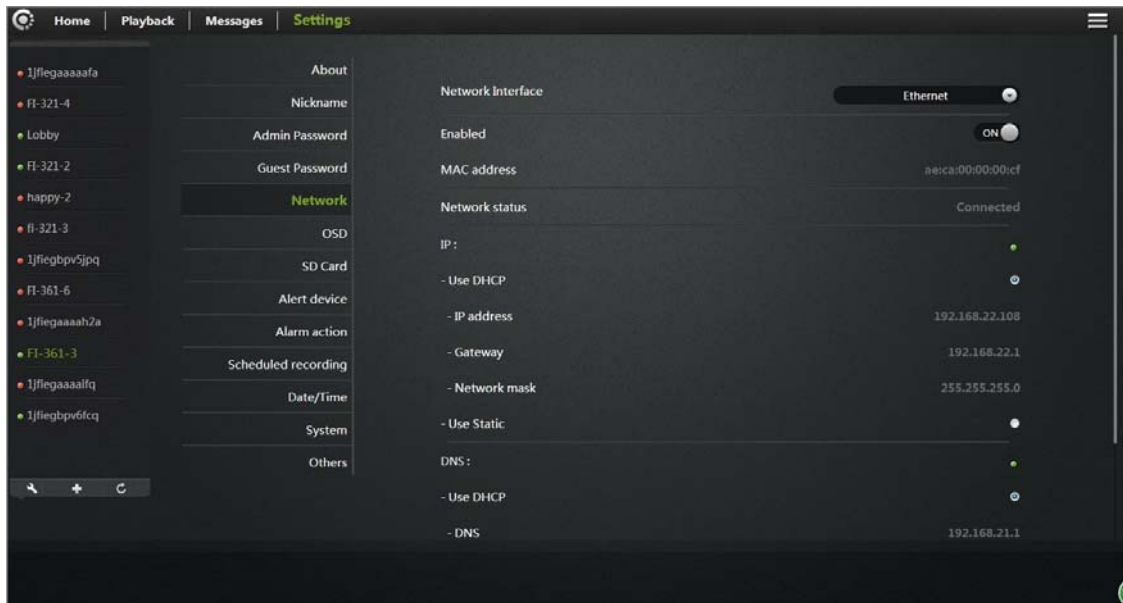 Home | Playback | Messages | Settings
1jfiegaaaaafa
FI-321-4
Lobby
FI-321-2
happy-2
fi-321-3
1jfiegbpv5jpq
FI-361-6
1jfiegaaaah2a
FI-361-3
1jfiegaaaalfq
1jfiegbpv6fcq
About
Nickname
Admin Password
Guest Password
Network
OSD
SD Card
Alert device
Alarm action
Scheduled recording
Date/Time
System
Others
Network Interface Ethernet
Enabled ON
MAC address ae:ca:00:00:00:cf
Network status Connected
IP :
- Use DHCP
- IP address 192.168.22.108
- Gateway 192.168.22.1
- Network mask 255.255.255.0
- Use Static
DNS :
- Use DHCP
- DNS 192.168.21.1